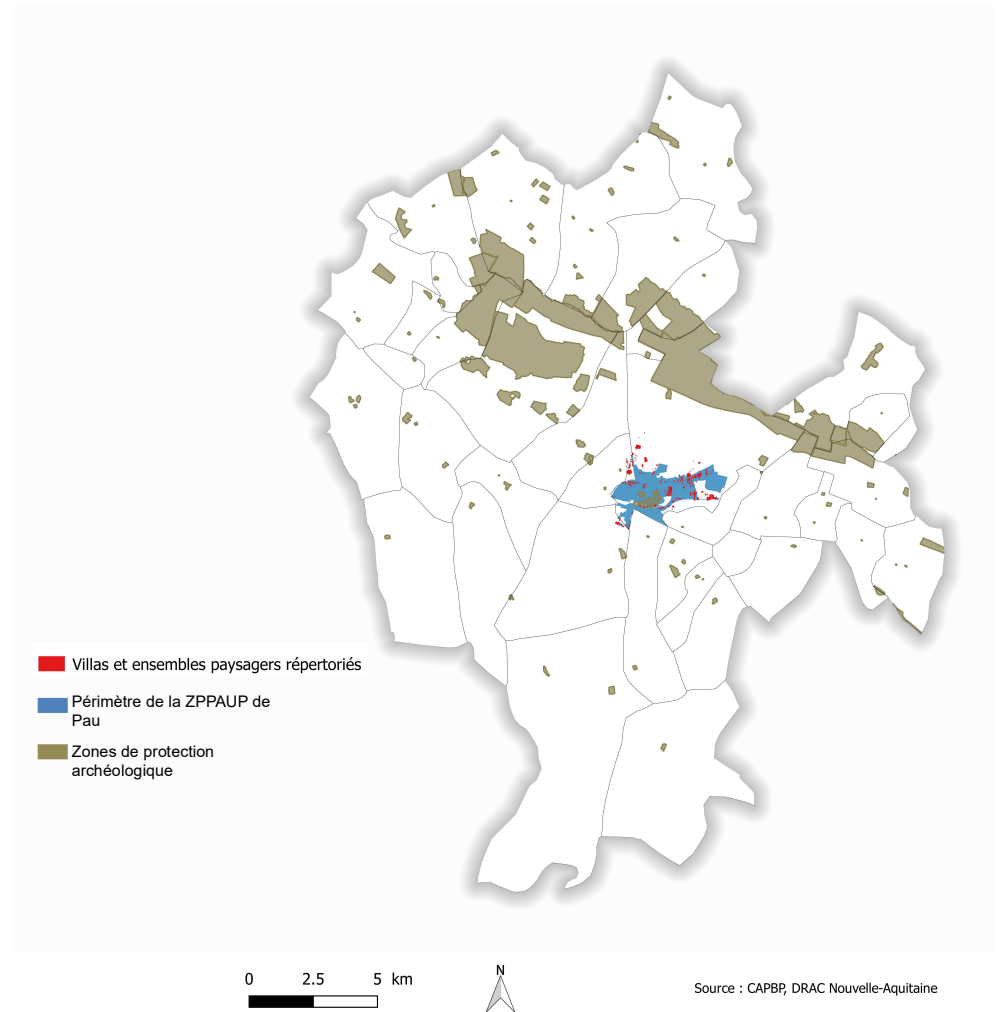 Villas et ensembles paysagers répertoriés
Périmètre de la ZPPAUP de
Pau
Zones de protection
archéologique
0 2.5 5 km
N
Source : CAPBP, DRAC Nouvelle-Aquitaine